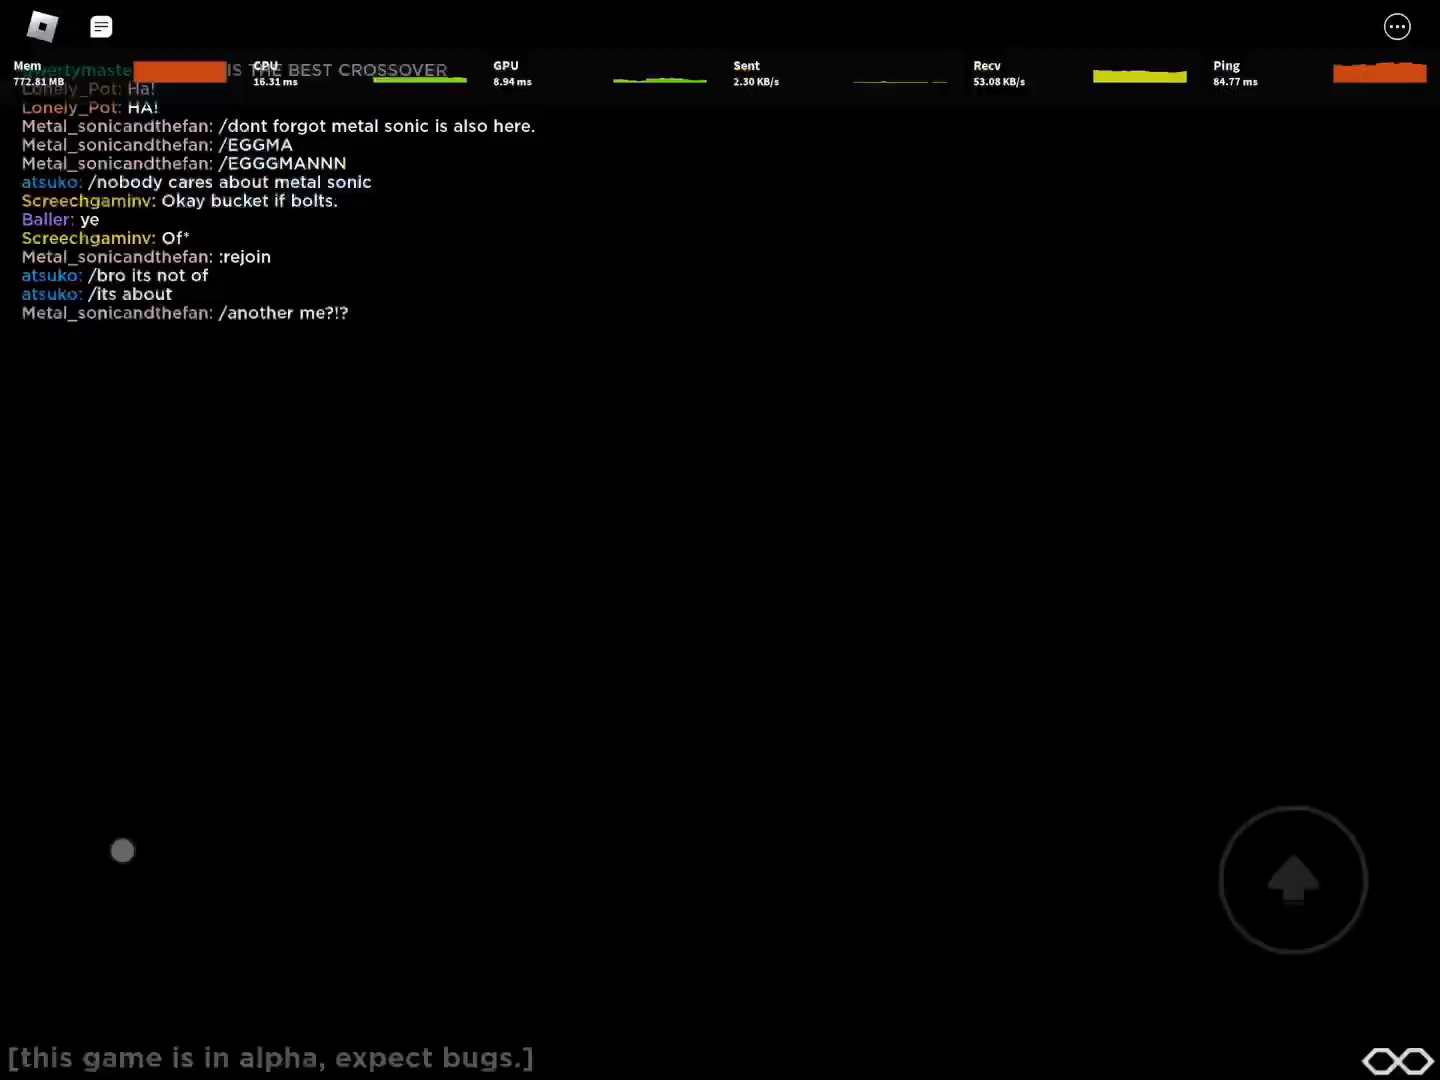 Mem
772.81 MB
CPU
16.31 ms
GPU
8.94 ms
Sent
2.30 KB/s
Recv
53.08 KB/s
Ping
84.77 ms
IS THE BEST CROSSOVER
Lonely_Pot: Ha!
Lonely_Pot: HA!
Metal_sonicandthefan: /dont forgot metal sonic is also here.
Metal_sonicandthefan: /EGGMA
Metal_sonicandthefan: /EGGGMANNN
atsuko: /nobody cares about metal sonic
Screechgaminv: Okay bucket if bolts.
Baller: ye
Screechgaminv: Of*
Metal_sonicandthefan: :rejoin
atsuko: /bro its not of
atsuko: /its about
Metal_sonicandthefan: /another me?!?
[this game is in alpha, expect bugs.]